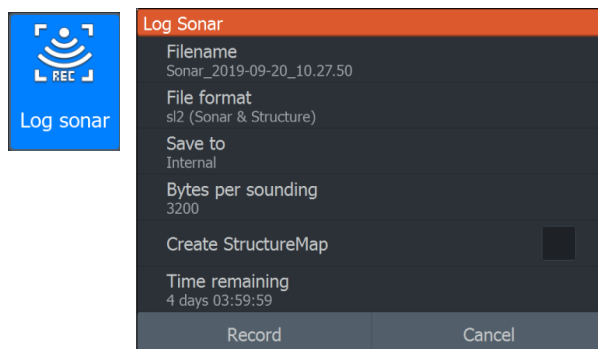 REC
Log sonar
Log Sonar
Filename
Sonar_2019-09-20_10.27.50
File format
sl2 (Sonar & Structure)
Save to
Internal
Bytes per sounding
3200
Create StructureMap
Time remaining
4 days 03:59:59
Record
Cancel